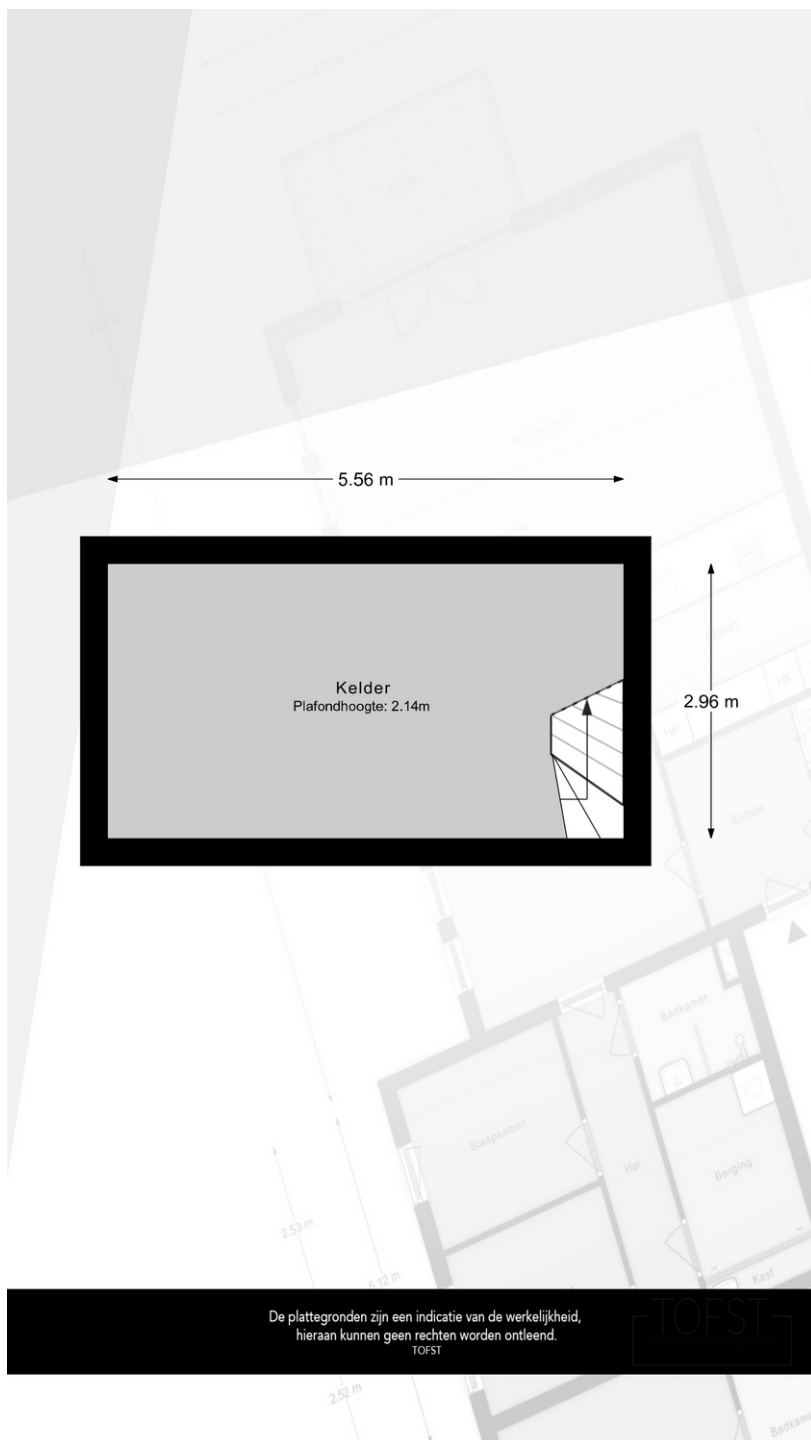 5.56 m
Kelder
Plafondhoogte: 2.14m
2.96 m
HK
HK
Entree
Badkamer
Slaapkamer
Hal
Berging
2.53 m
5.12 m
Kast
De plattegronden zijn een indicatie van de werkelijkheid,
hieraan kunnen geen rechten worden ontleend.
TOFST
TOFST
2.52 m
Badkame